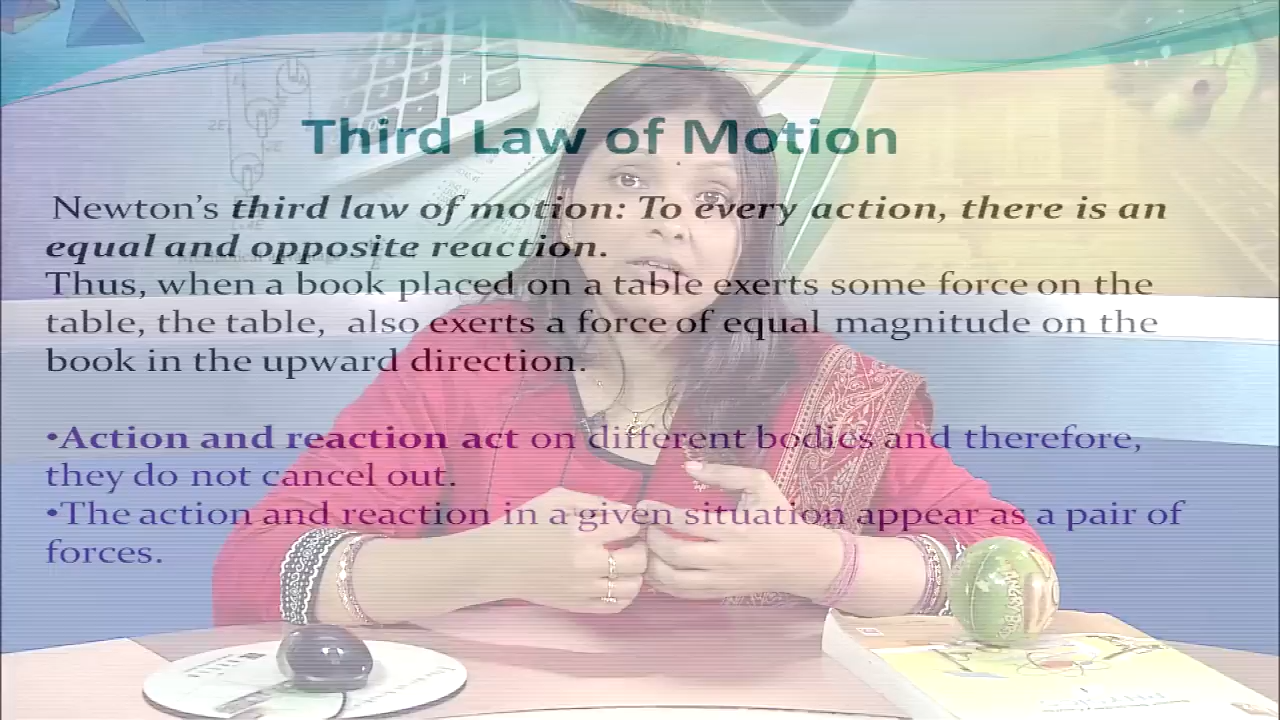 Third Law of Motion
Newton's third law of motion: To every action, there is an
equal and opposite reaction.
Thus, when a book placed on a table exerts some force on the
table, the table, also exerts a force of equal magnitude on the
book in the upward direction.
•Action and reaction act on different bodies and therefore,
they do not cancel out.
•The action and reaction in a given situation appear as a pair of
forces.